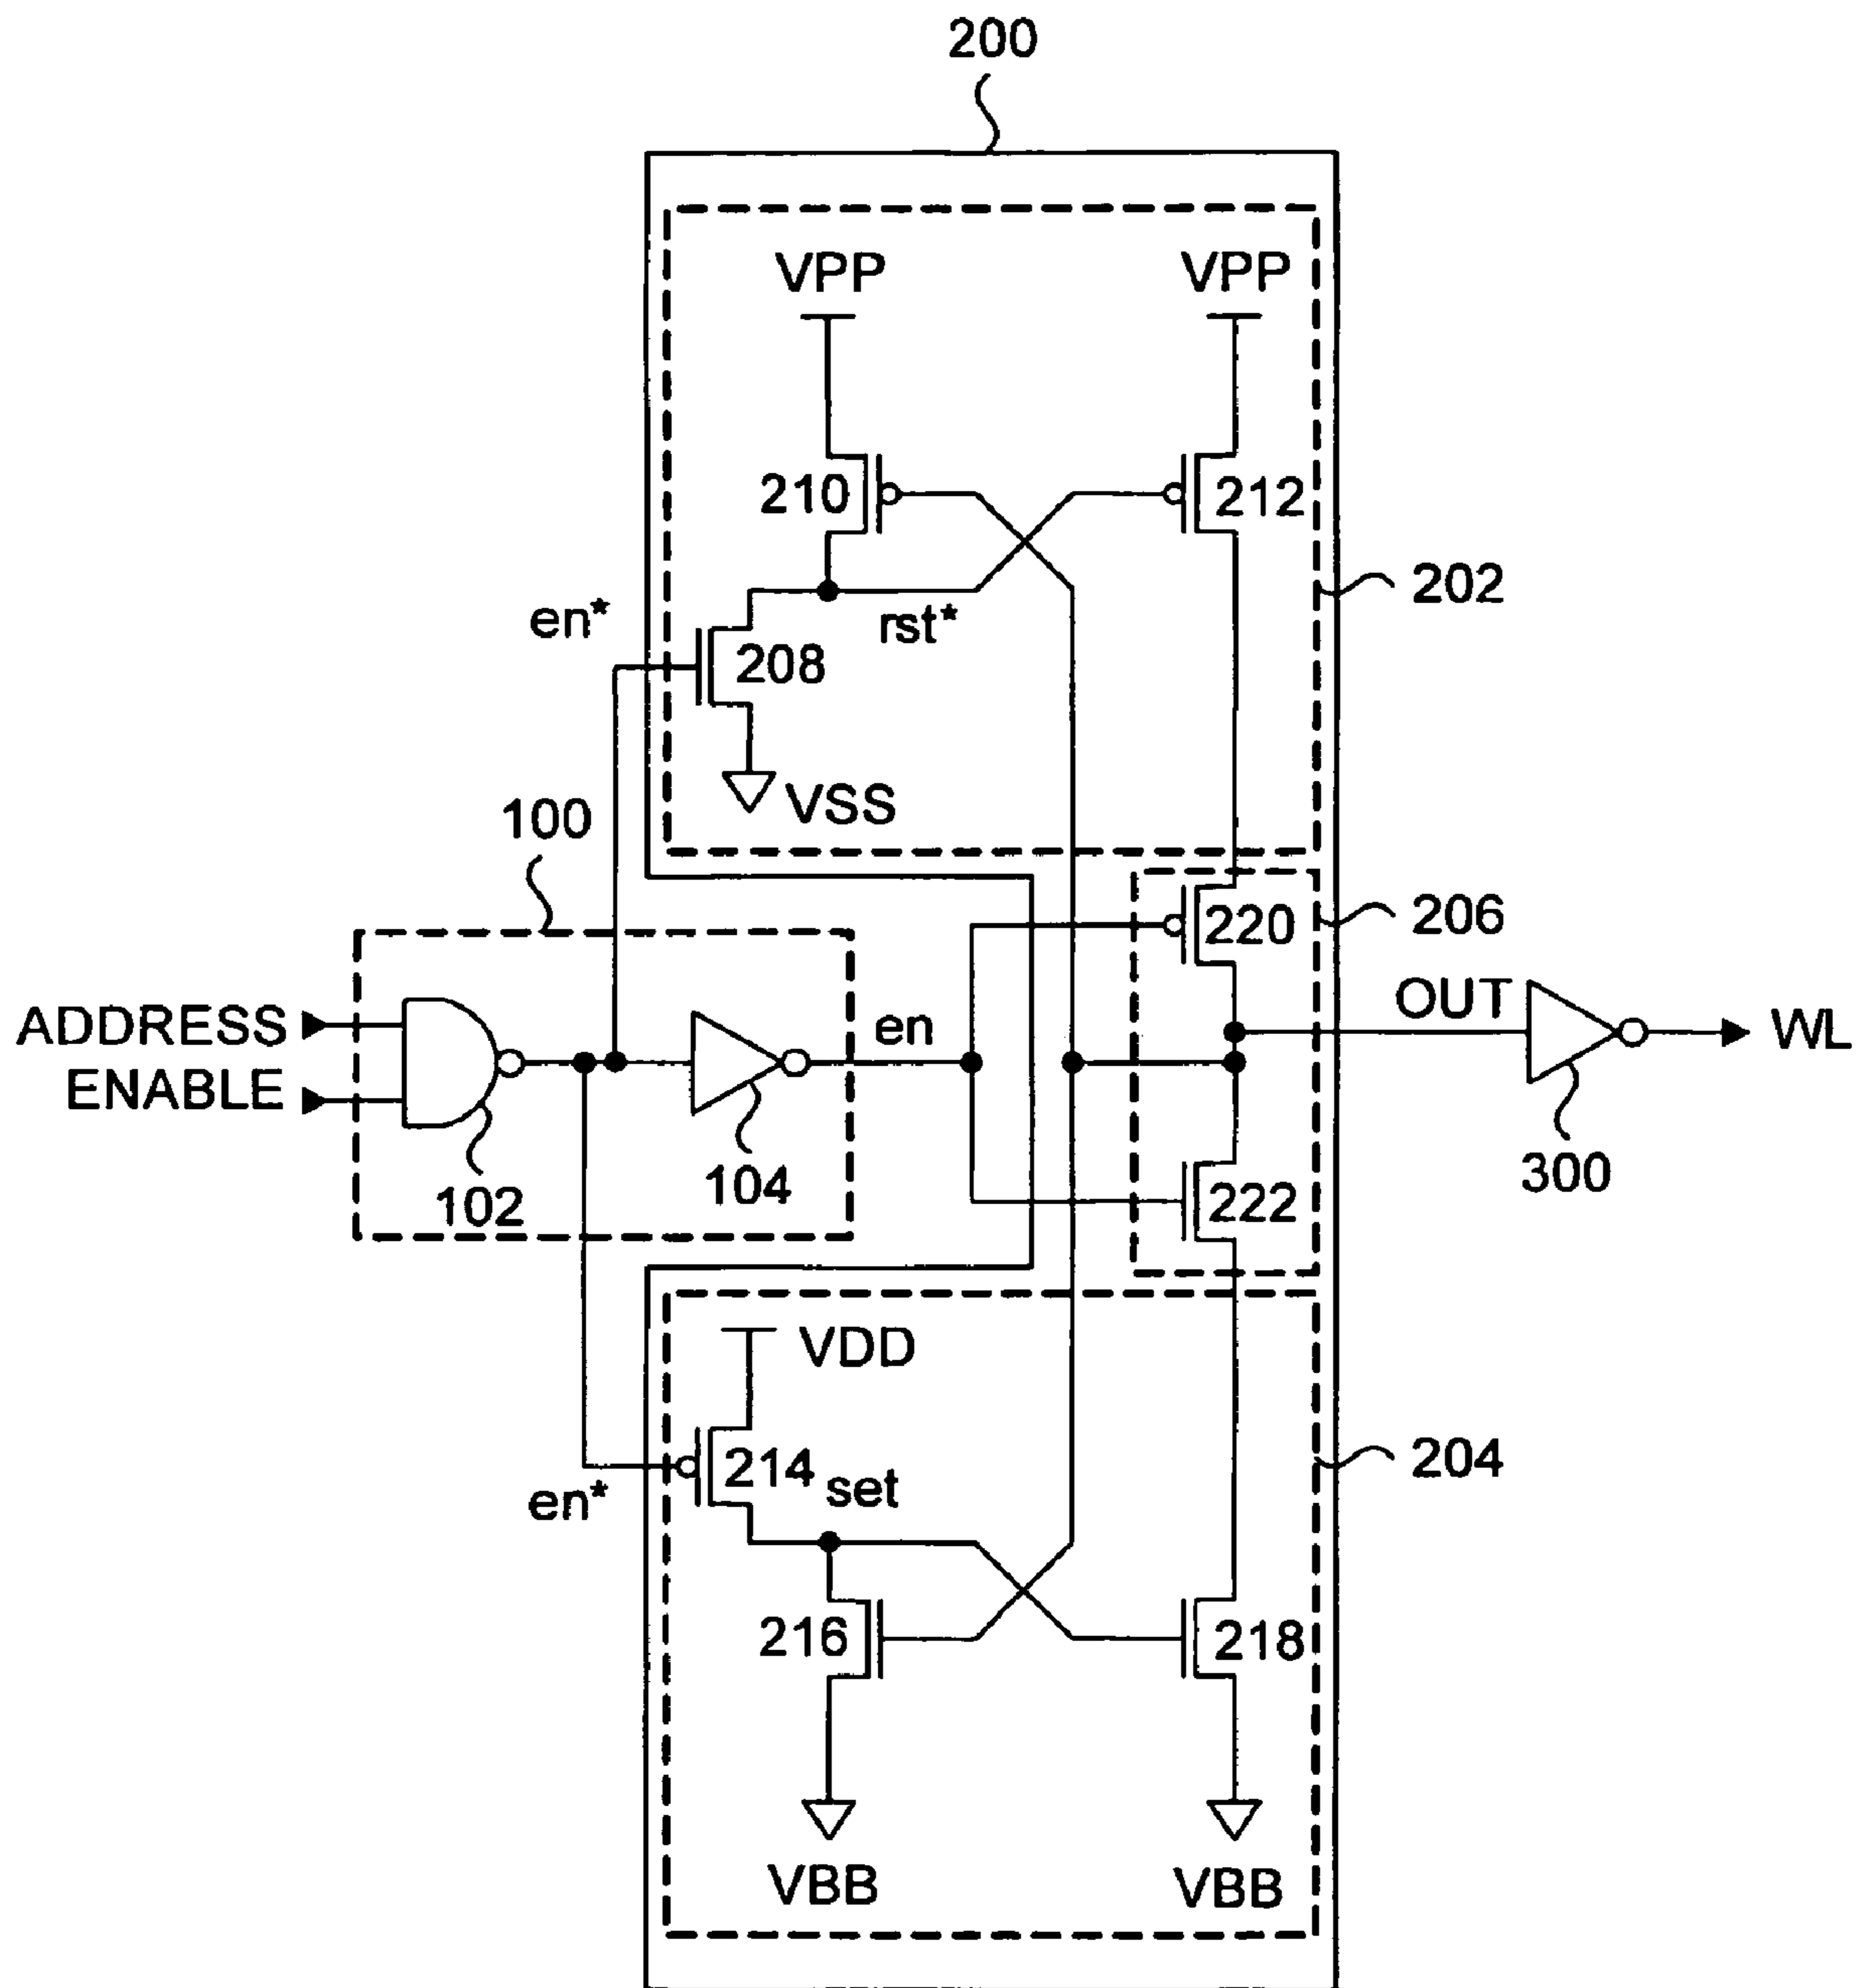 200
VPP VPP
210 212
202
en* rst*
208
VSS
100
220 206
ADDRESS en OUT WL
ENABLE
102 104 222 300
VDD
214 set 204
en*
216 218
VBB VBB